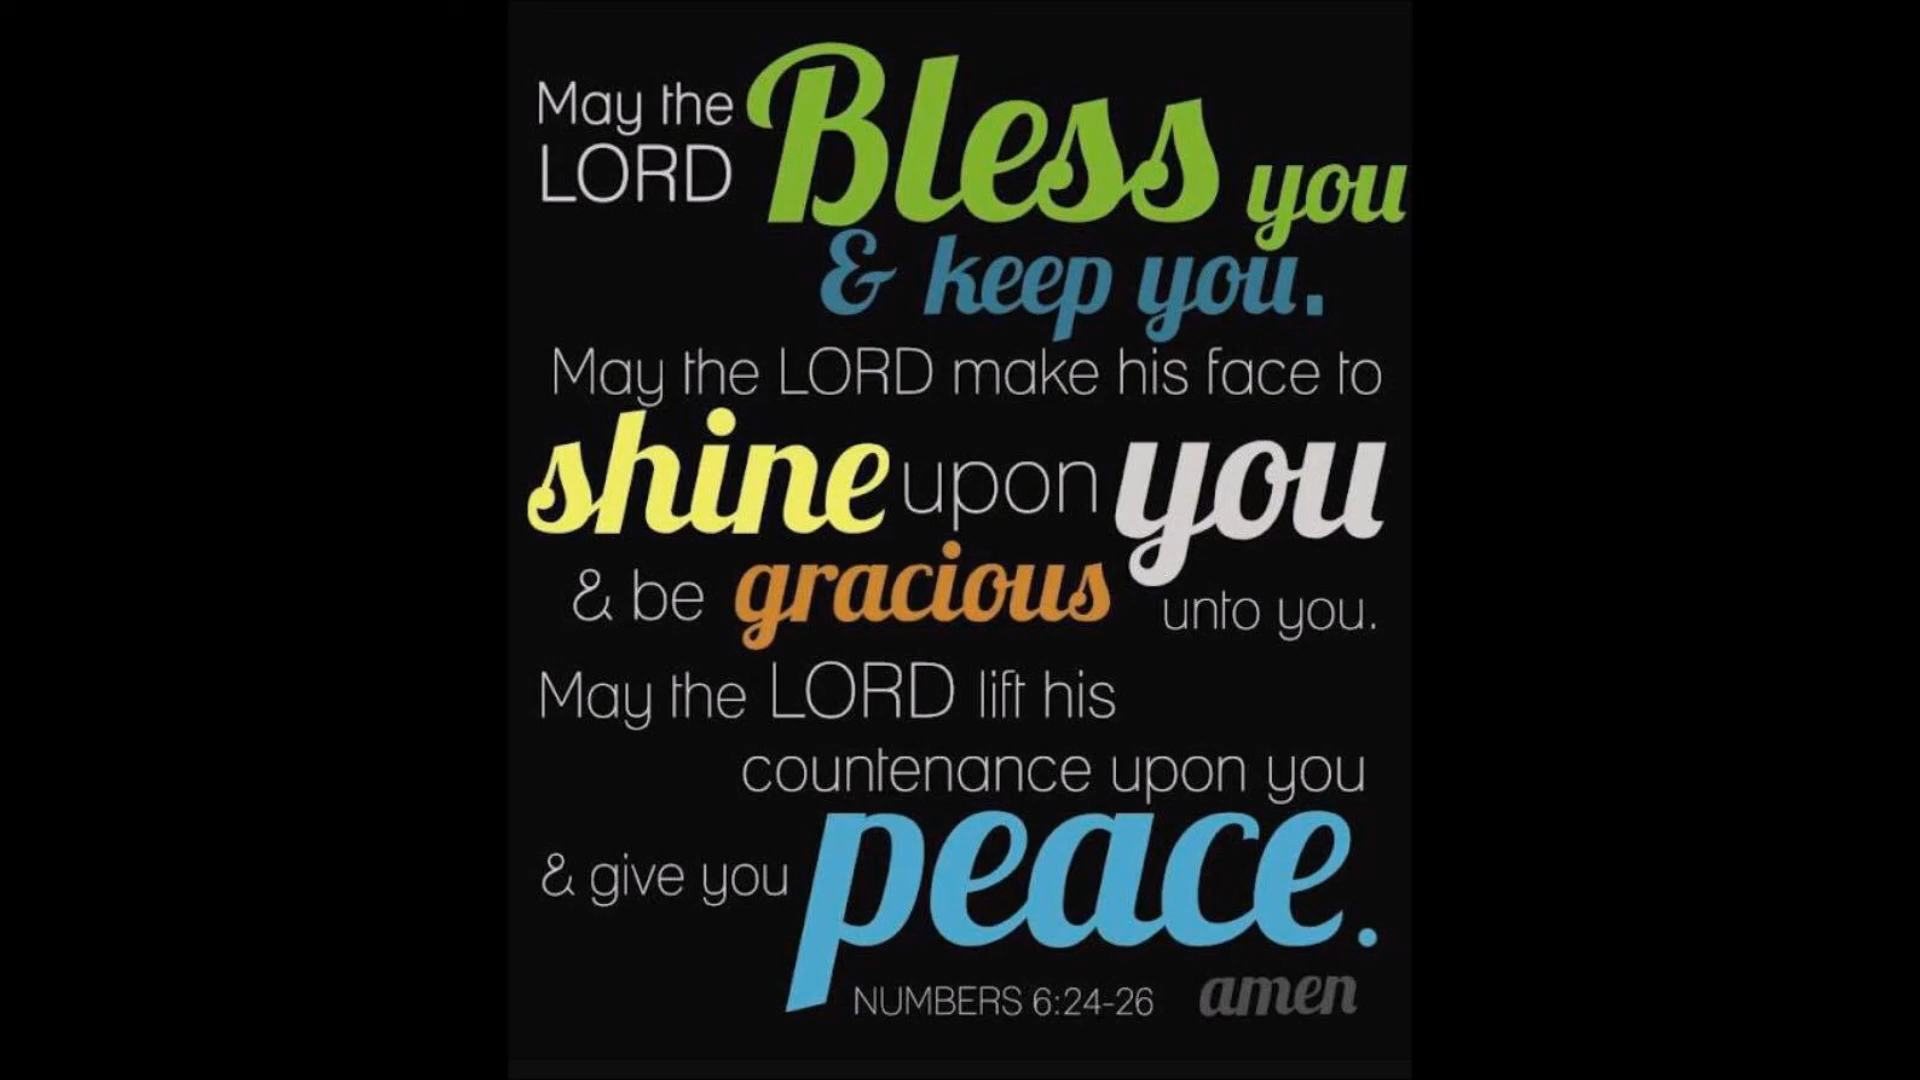 May the Bless you
LORD
& keep you.
May the LORD make his face to
shine upon you
& be gracious unto you.
May the LORD lift his
countenance upon you
& give you peace.
NUMBERS 6:24-26 amen